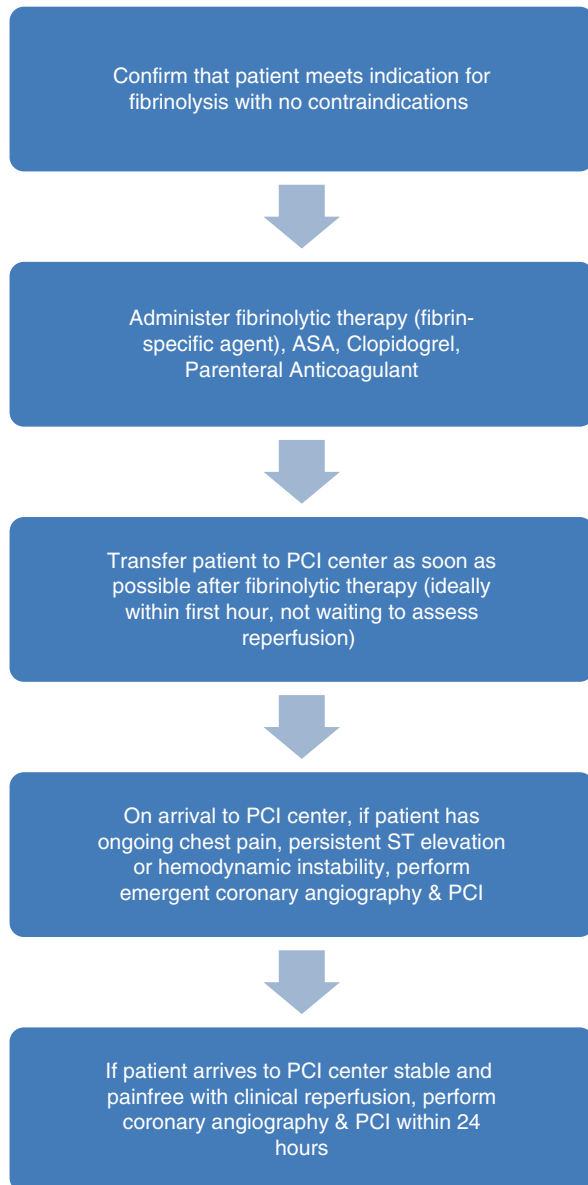 Confirm that patient meets indication for
fibrinolysis with no contraindications
Administer fibrinolytic therapy (fibrin-
specific agent), ASA, Clopidogrel,
Parenteral Anticoagulant
Transfer patient to PCI center as soon as
possible after fibrinolytic therapy (ideally
within first hour, not waiting to assess
reperfusion)
On arrival to PCI center, if patient has
ongoing chest pain, persistent ST elevation
or hemodynamic instability, perform
emergent coronary angiography & PCI
If patient arrives to PCI center stable and
painfree with clinical reperfusion, perform
coronary angiography & PCI within 24
hours